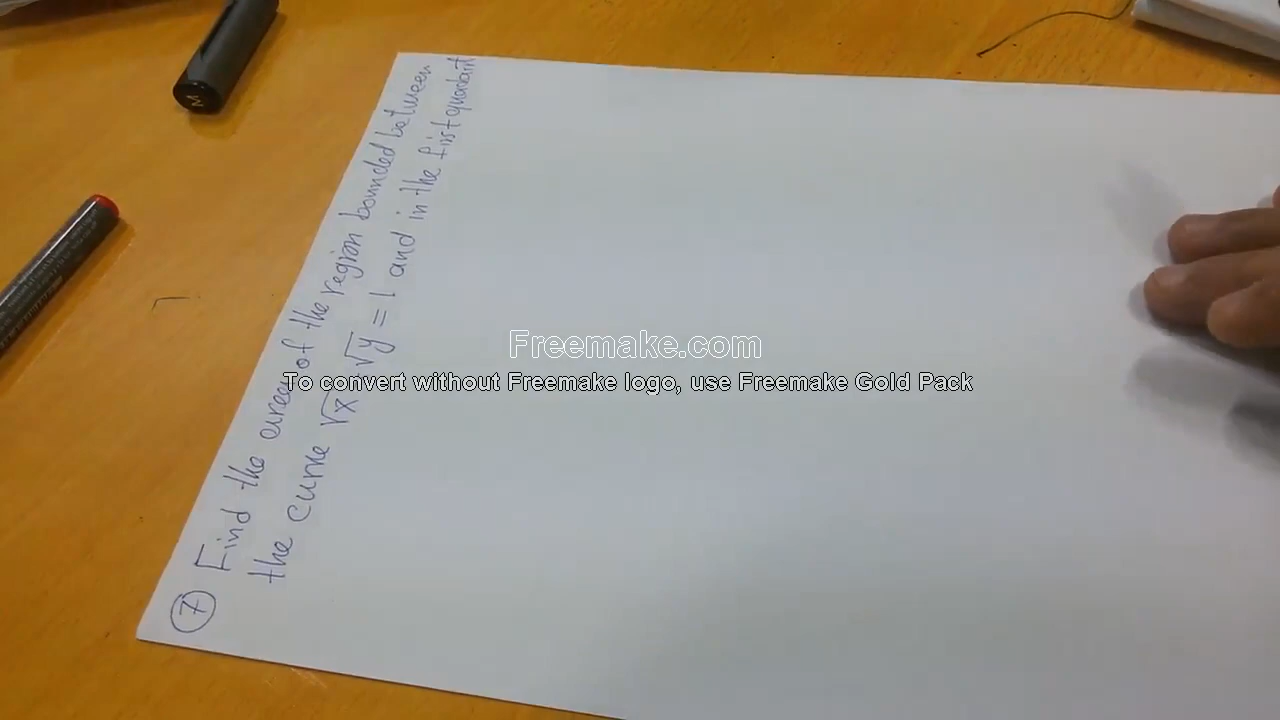 ⑦ Find the area of the region bounded between
the curve √x √y = 1 and in the first quadrant
Freemake.com
To convert without Freemake logo, use Freemake Gold Pack
M